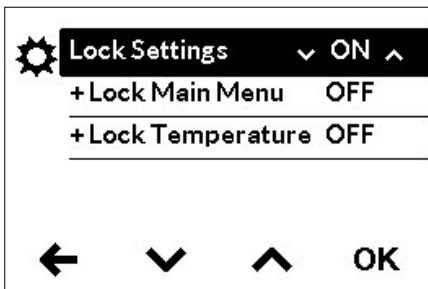 Lock Settings ON
+Lock Main Menu OFF
+Lock Temperature OFF
OK